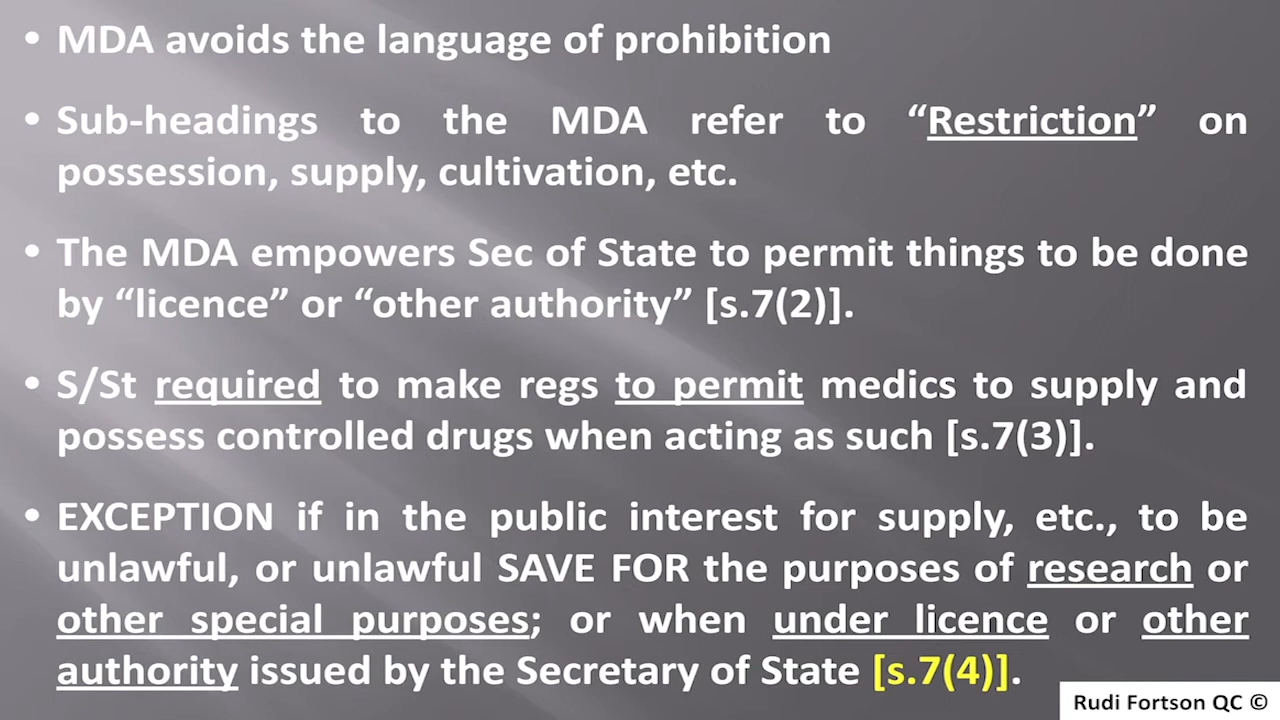 • MDA avoids the language of prohibition
• Sub-headings to the MDA refer to “Restriction” on
possession, supply, cultivation, etc.
• The MDA empowers Sec of State to permit things to be done
by “licence” or “other authority” [s.7(2)].
• S/St required to make regs to permit medics to supply and
possess controlled drugs when acting as such [s.7(3)].
• EXCEPTION if in the public interest for supply, etc., to be
unlawful, or unlawful SAVE FOR the purposes of research or
other special purposes; or when under licence or other
authority issued by the Secretary of State [s.7(4)].
Rudi Fortson QC ©